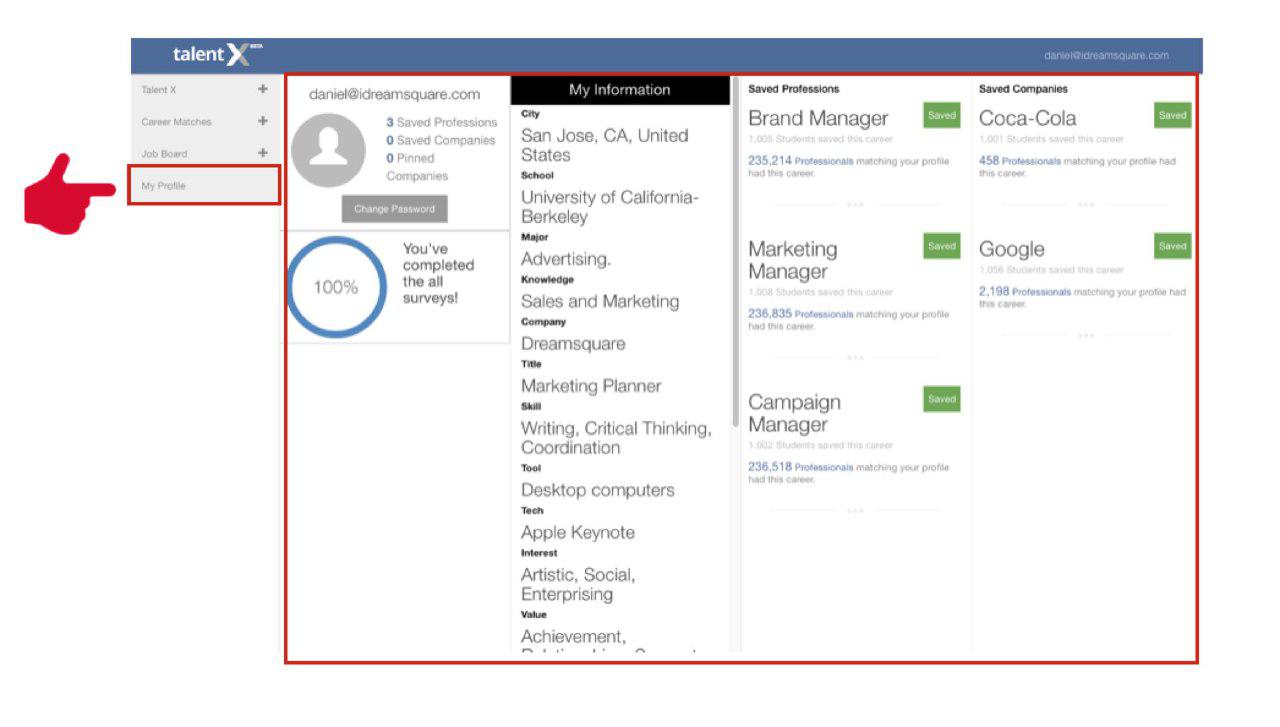 talentX BETA
daniel@idreamsquare.com
Talent X
Career Matches
Job Board
My Profile
daniel@idreamsquare.com
3 Saved Professions
0 Saved Companies
0 Pinned
Companies
Change Password
100%
You've
completed
the all
surveys!
My Information
City
San Jose, CA, United
States
School
University of California-
Berkeley
Major
Advertising.
Knowledge
Sales and Marketing
Company
Dreamsquare
Title
Marketing Planner
Skill
Writing, Critical Thinking,
Coordination
Tool
Desktop computers
Tech
Apple Keynote
Interest
Artistic, Social,
Enterprising
Value
Achievement,
Saved Professions
Brand Manager
Saved
1,005 Students saved this career
235,214 Professionals matching your profile
had this career.
Marketing
Manager
Saved
1,008 Students saved this career
236,835 Professionals matching your profile
had this career.
Campaign
Manager
Saved
1,002 Students saved this career
236,518 Professionals matching your profile
had this career.
Saved Companies
Coca-Cola
Saved
1,001 Students saved this career
458 Professionals matching your profile had
this career.
Google
Saved
1,056 Students saved this career
2,198 Professionals matching your profile had
this career.